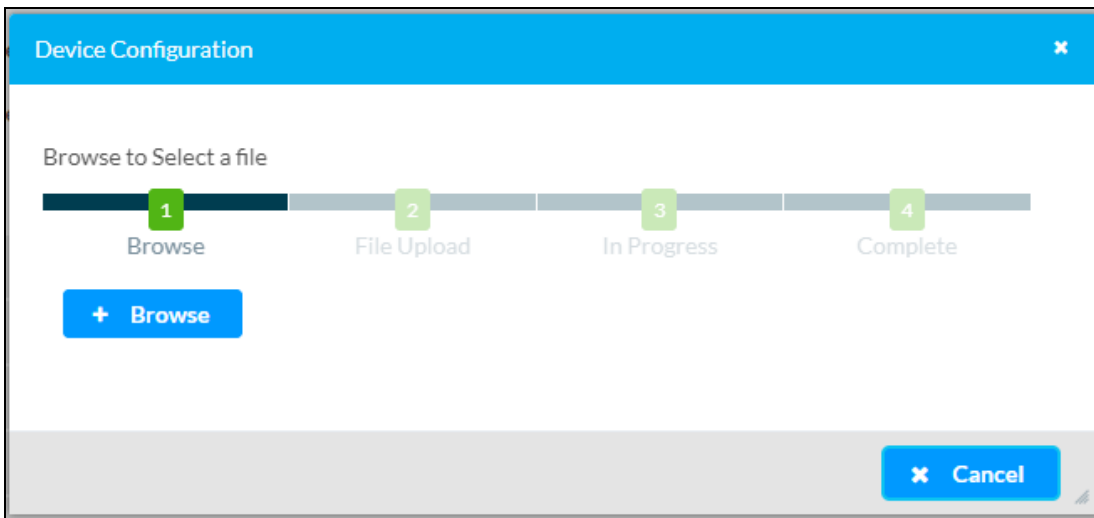 Device Configuration
Browse to Select a file
1 2 3 4
Browse File Upload In Progress Complete
+ Browse
Cancel